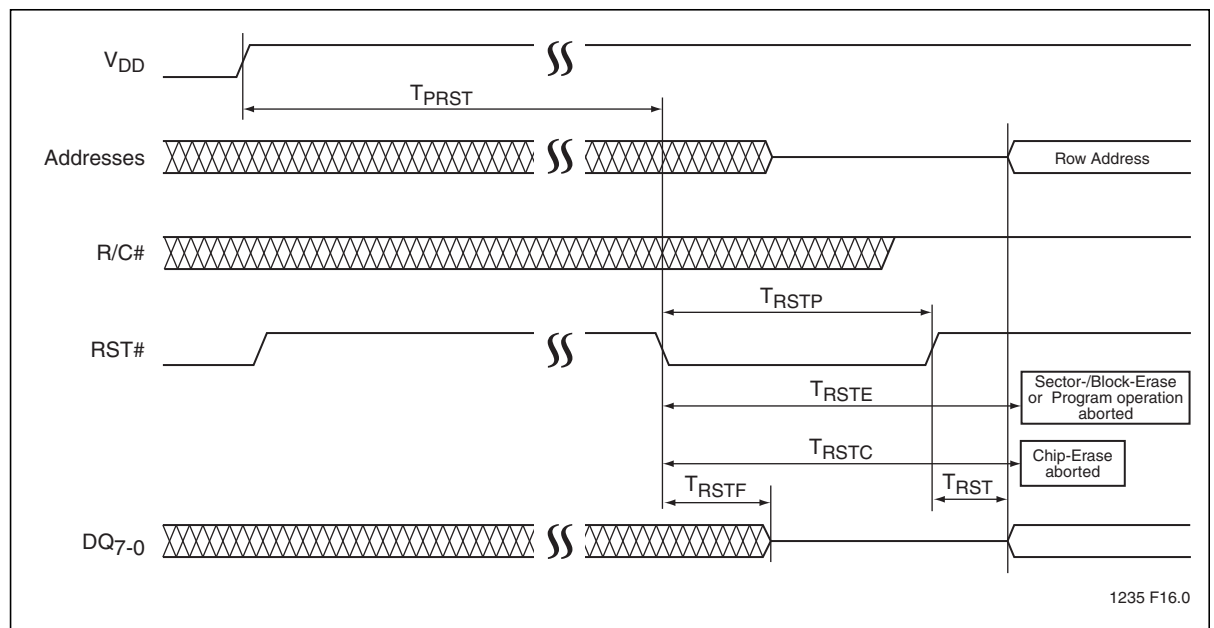 VDD
TPRST
Addresses
Row Address
R/C#
TRSTP
RST#
TRSTE
Sector-/Block-Erase
or Program operation
aborted
TRSTC
Chip-Erase
aborted
TRSTF
TRST
DQ7-0
1235 F16.0